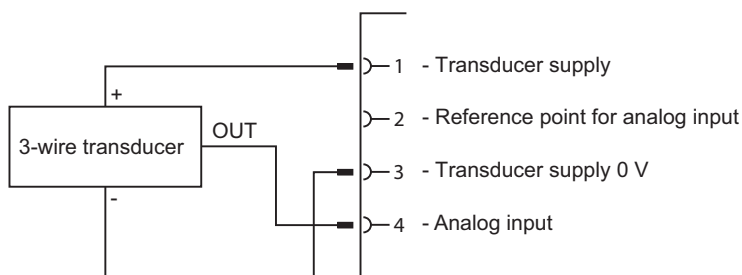 1 - Transducer supply
+
2 - Reference point for analog input
OUT
3-wire transducer
3 - Transducer supply 0 V
-
4 - Analog input